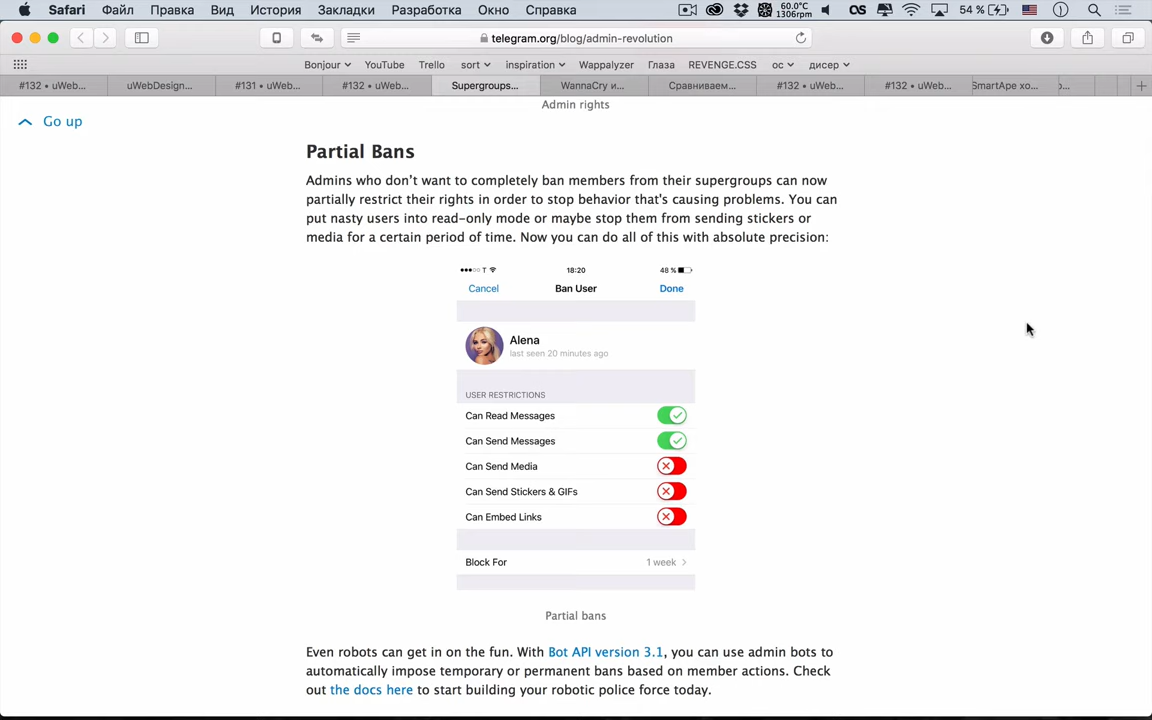 Safari Файл Правка Вид История Закладки Разработка Окно Справка 60.0°C 1306rpm 54 %
telegram.org/blog/admin-revolution
Bonjour YouTube Trello sort inspiration Wappalyzer Глаза REVENGE.CSS ос дисер
#132 • uWeb... uWebDesign... #131 • uWeb... #132 • uWeb... Supergroups... WannaCry и... Сравниваем... #132 • uWeb... #132 • uWeb... SmartApe хо...
Admin rights
Go up
Partial Bans
Admins who don’t want to completely ban members from their supergroups can now
partially restrict their rights in order to stop behavior that's causing problems. You can
put nasty users into read-only mode or maybe stop them from sending stickers or
media for a certain period of time. Now you can do all of this with absolute precision:
T 18:20 48 %
Cancel Ban User Done
Alena
last seen 20 minutes ago
USER RESTRICTIONS
Can Read Messages
Can Send Messages
Can Send Media
Can Send Stickers & GIFs
Can Embed Links
Block For 1 week
Partial bans
Even robots can get in on the fun. With Bot API version 3.1, you can use admin bots to
automatically impose temporary or permanent bans based on member actions. Check
out the docs here to start building your robotic police force today.